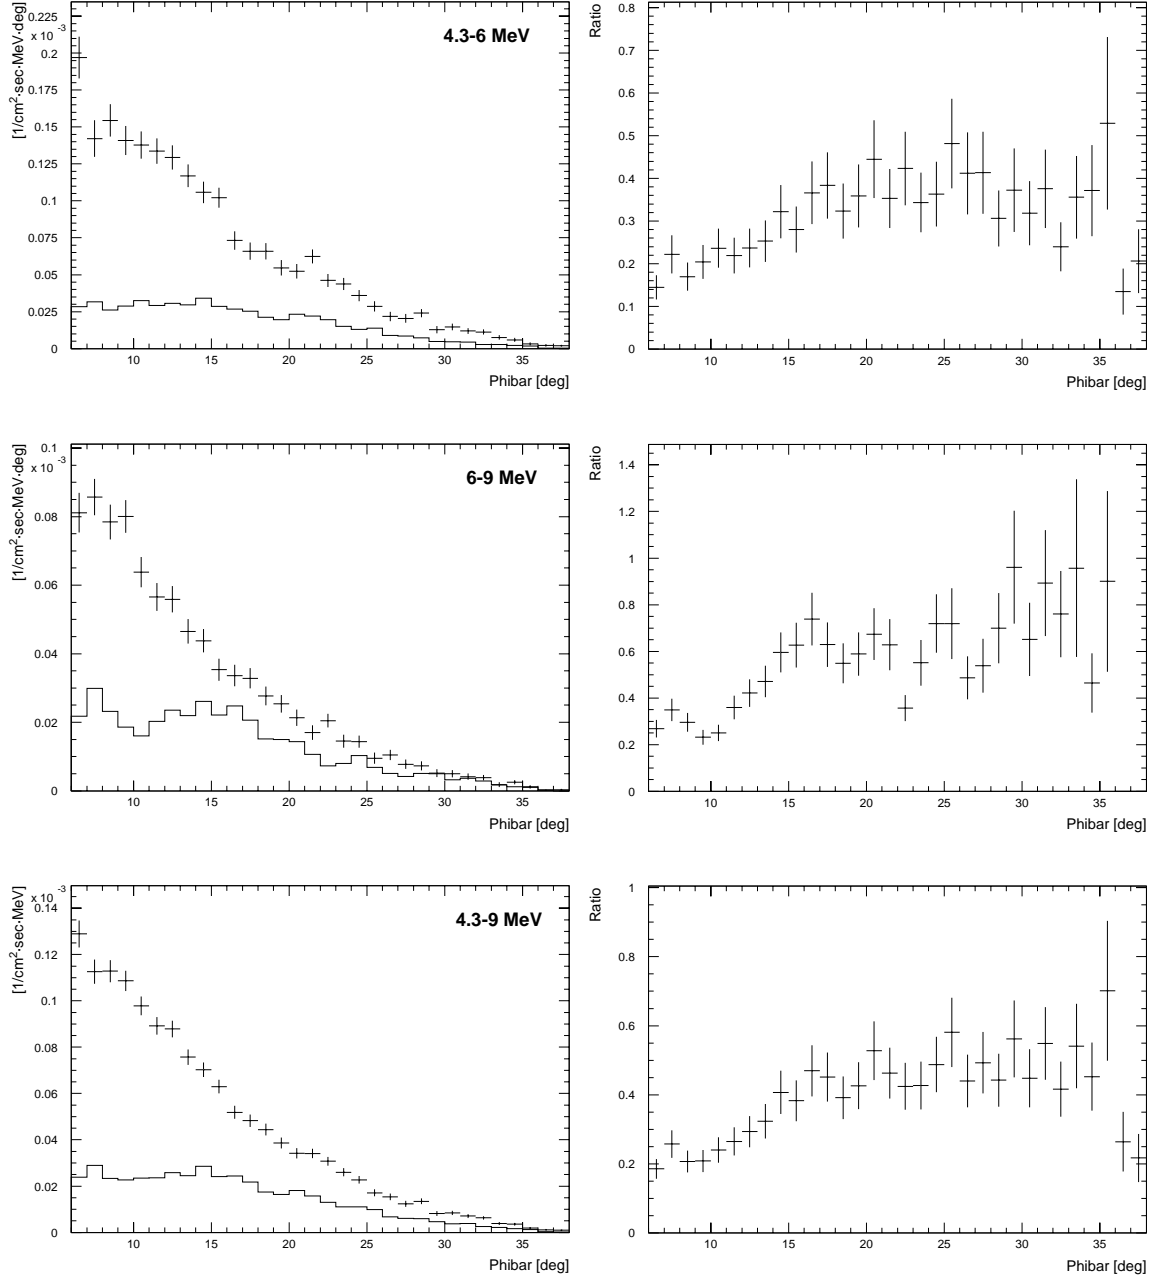 [1/cm²·sec·MeV·deg]
x 10 -3
4.3-6 MeV
0.225
0.2
0.175
0.15
0.125
0.1
0.075
0.05
0.025
0
10 15 20 25 30 35
Phibar [deg]
Ratio
0.8
0.7
0.6
0.5
0.4
0.3
0.2
0.1
0
10 15 20 25 30 35
Phibar [deg]
[1/cm²·sec·MeV·deg]
x 10 -3
6-9 MeV
0.1
0.08
0.06
0.04
0.02
0
10 15 20 25 30 35
Phibar [deg]
Ratio
1.4
1.2
1
0.8
0.6
0.4
0.2
0
10 15 20 25 30 35
Phibar [deg]
[1/cm²·sec·MeV]
x 10 -3
4.3-9 MeV
0.14
0.12
0.1
0.08
0.06
0.04
0.02
0
10 15 20 25 30 35
Phibar [deg]
Ratio
1
0.8
0.6
0.4
0.2
0
10 15 20 25 30 35
Phibar [deg]